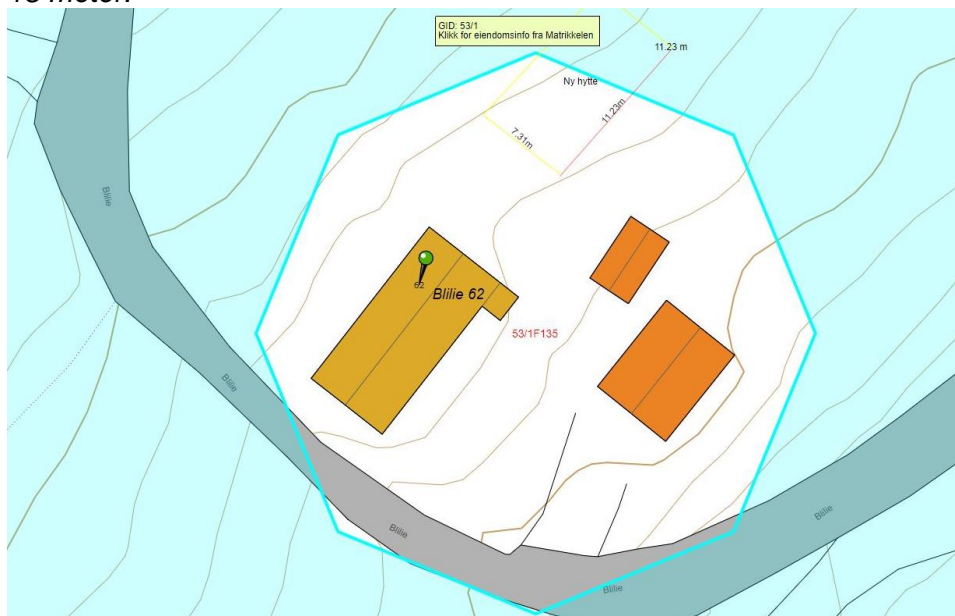 GID: 53/1
Klikk for eiendomsinfo fra Matrikkelen
11.23 m
Ny hytte
11.23m
7.31m
Blilie
62
Blilie 62
53/1F135
Blilie
Blilie
Blilie
Blilie